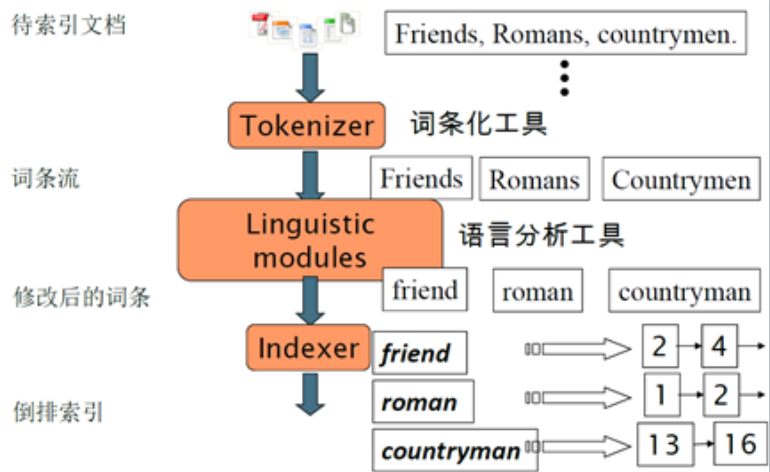 待索引文档
Friends, Romans, countrymen.
Tokenizer
词条化工具
词条流
Friends
Romans
Countrymen
Linguistic
modules
语言分析工具
修改后的词条
friend
roman
countryman
Indexer
friend
2
4
倒排索引
roman
1
2
countryman
13
16